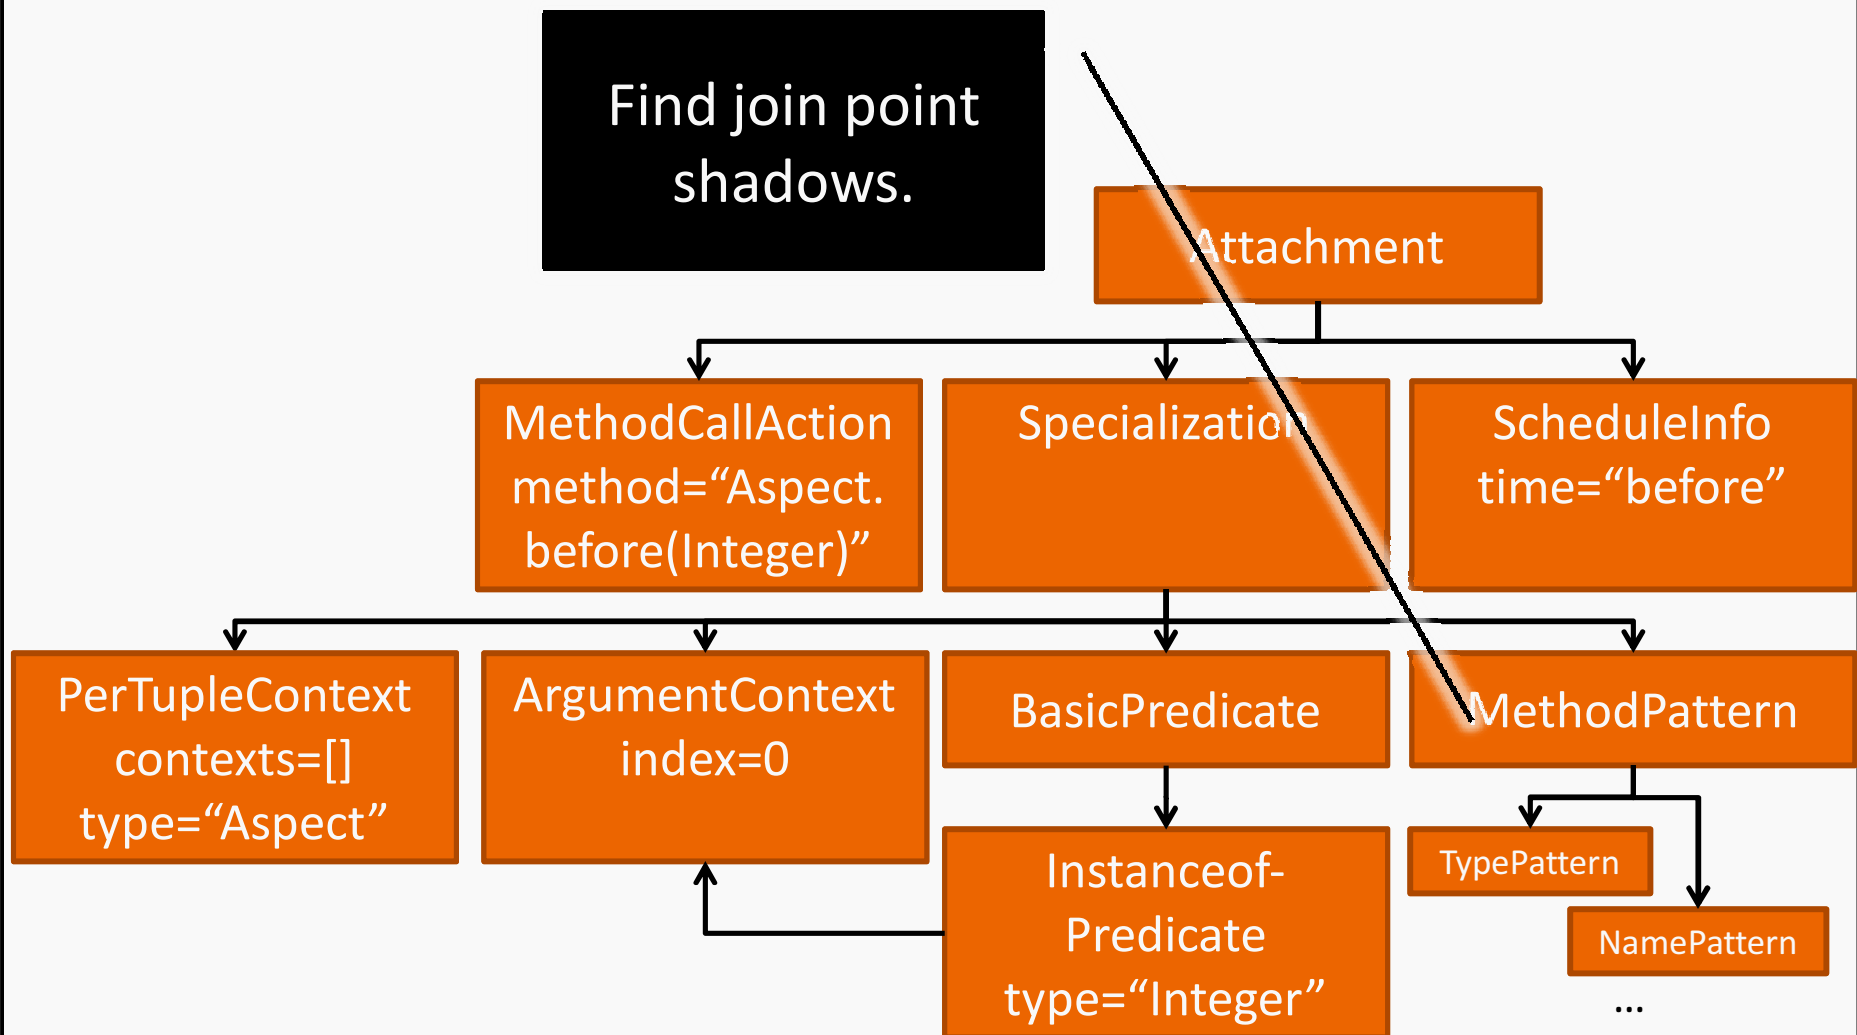 Find join point
shadows.
Attachment
MethodCallAction
method=“Aspect.
before(Integer)”
Specialization
ScheduleInfo
time=“before”
PerTupleContext
contexts=[]
type=“Aspect”
ArgumentContext
index=0
BasicPredicate
MethodPattern
Instanceof-
Predicate
type=“Integer”
TypePattern
NamePattern
...